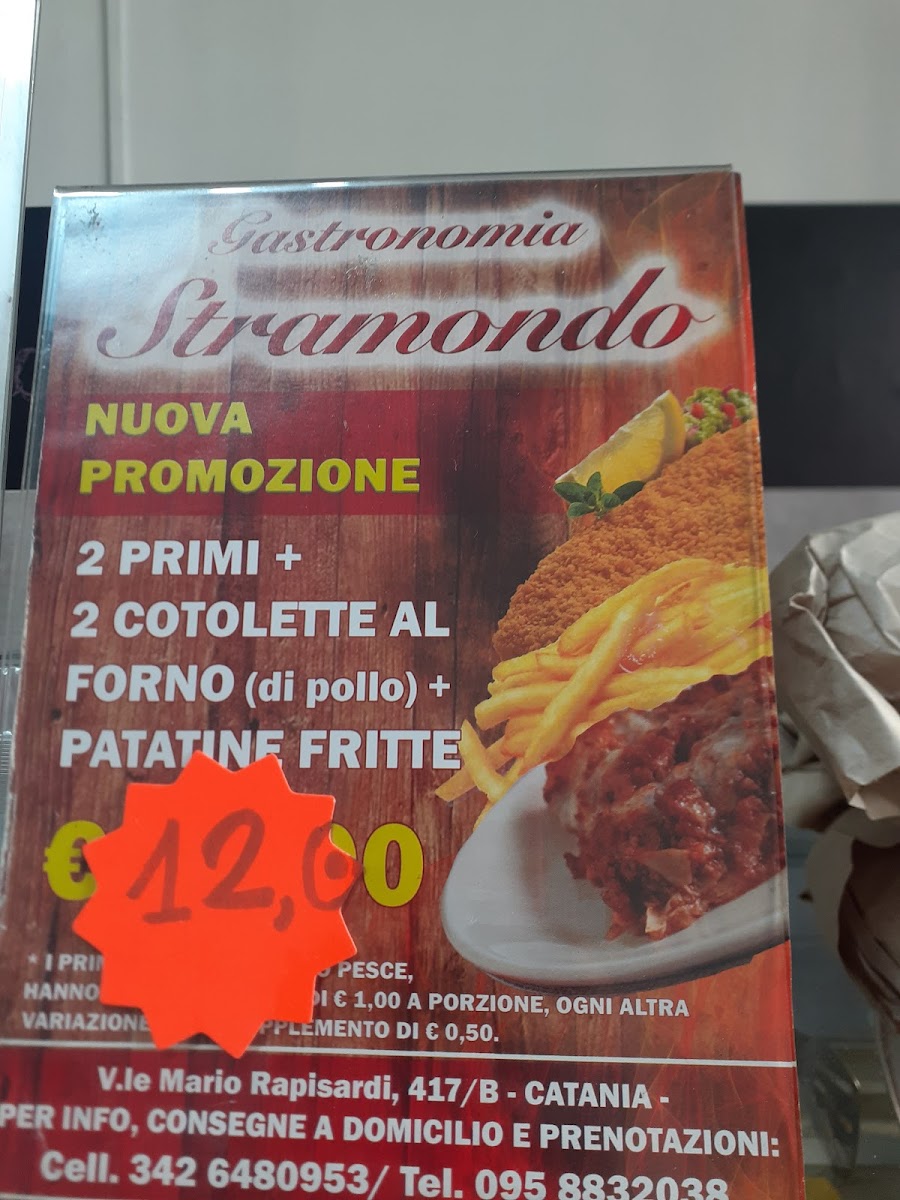 Gastronomia
Stramondo
NUOVA
PROMOZIONE
2 PRIMI +
2 COTOLETTE AL
FORNO (di pollo) +
PATATINE FRITTE
€ 12,00
* I PESCE,
HANNO DI € 1,00 A PORZIONE, OGNI ALTRA
VARIAZIONE DI € 0,50.
V.le Mario Rapisardi, 417/B - CATANIA -
PER INFO, CONSEGNE A DOMICILIO E PRENOTAZIONI:
Cell. 342 6480953/ Tel. 095 8832038